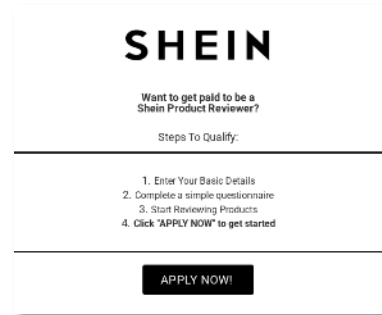 SHEIN
Want to get paid to be a
Shein Product Reviewer?
Steps To Qualify:
1. Enter Your Basic Details
2. Complete a simple questionnaire
3. Start Reviewing Products
4. Click "APPLY NOW" to get started
APPLY NOW!